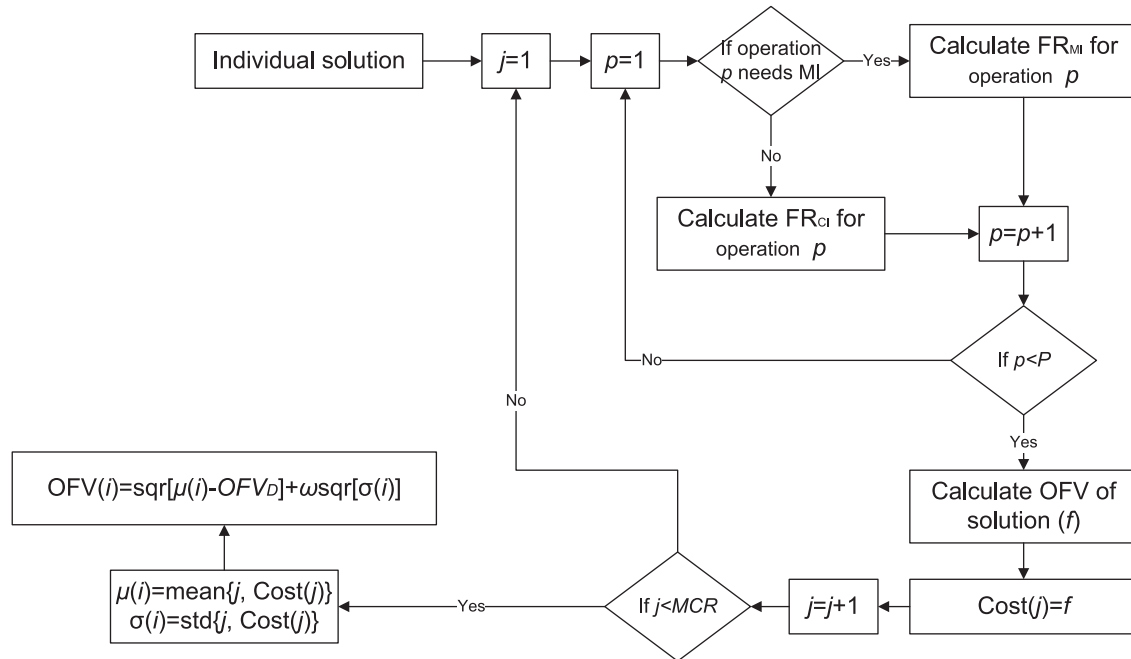 Individual solution
j=1
p=1
If operation
p needs MI
Yes
Calculate FRMI for
operation p
No
Calculate FRCI for
operation p
p=p+1
If p<P
No
Yes
Calculate OFV of
solution (f)
Cost(j)=f
j=j+1
If j<MCR
No
Yes
μ(i)=mean{j, Cost(j)}
σ(i)=std{j, Cost(j)}
OFV(i)=sqr[μ(i)-OFVD]+ωsqr[σ(i)]